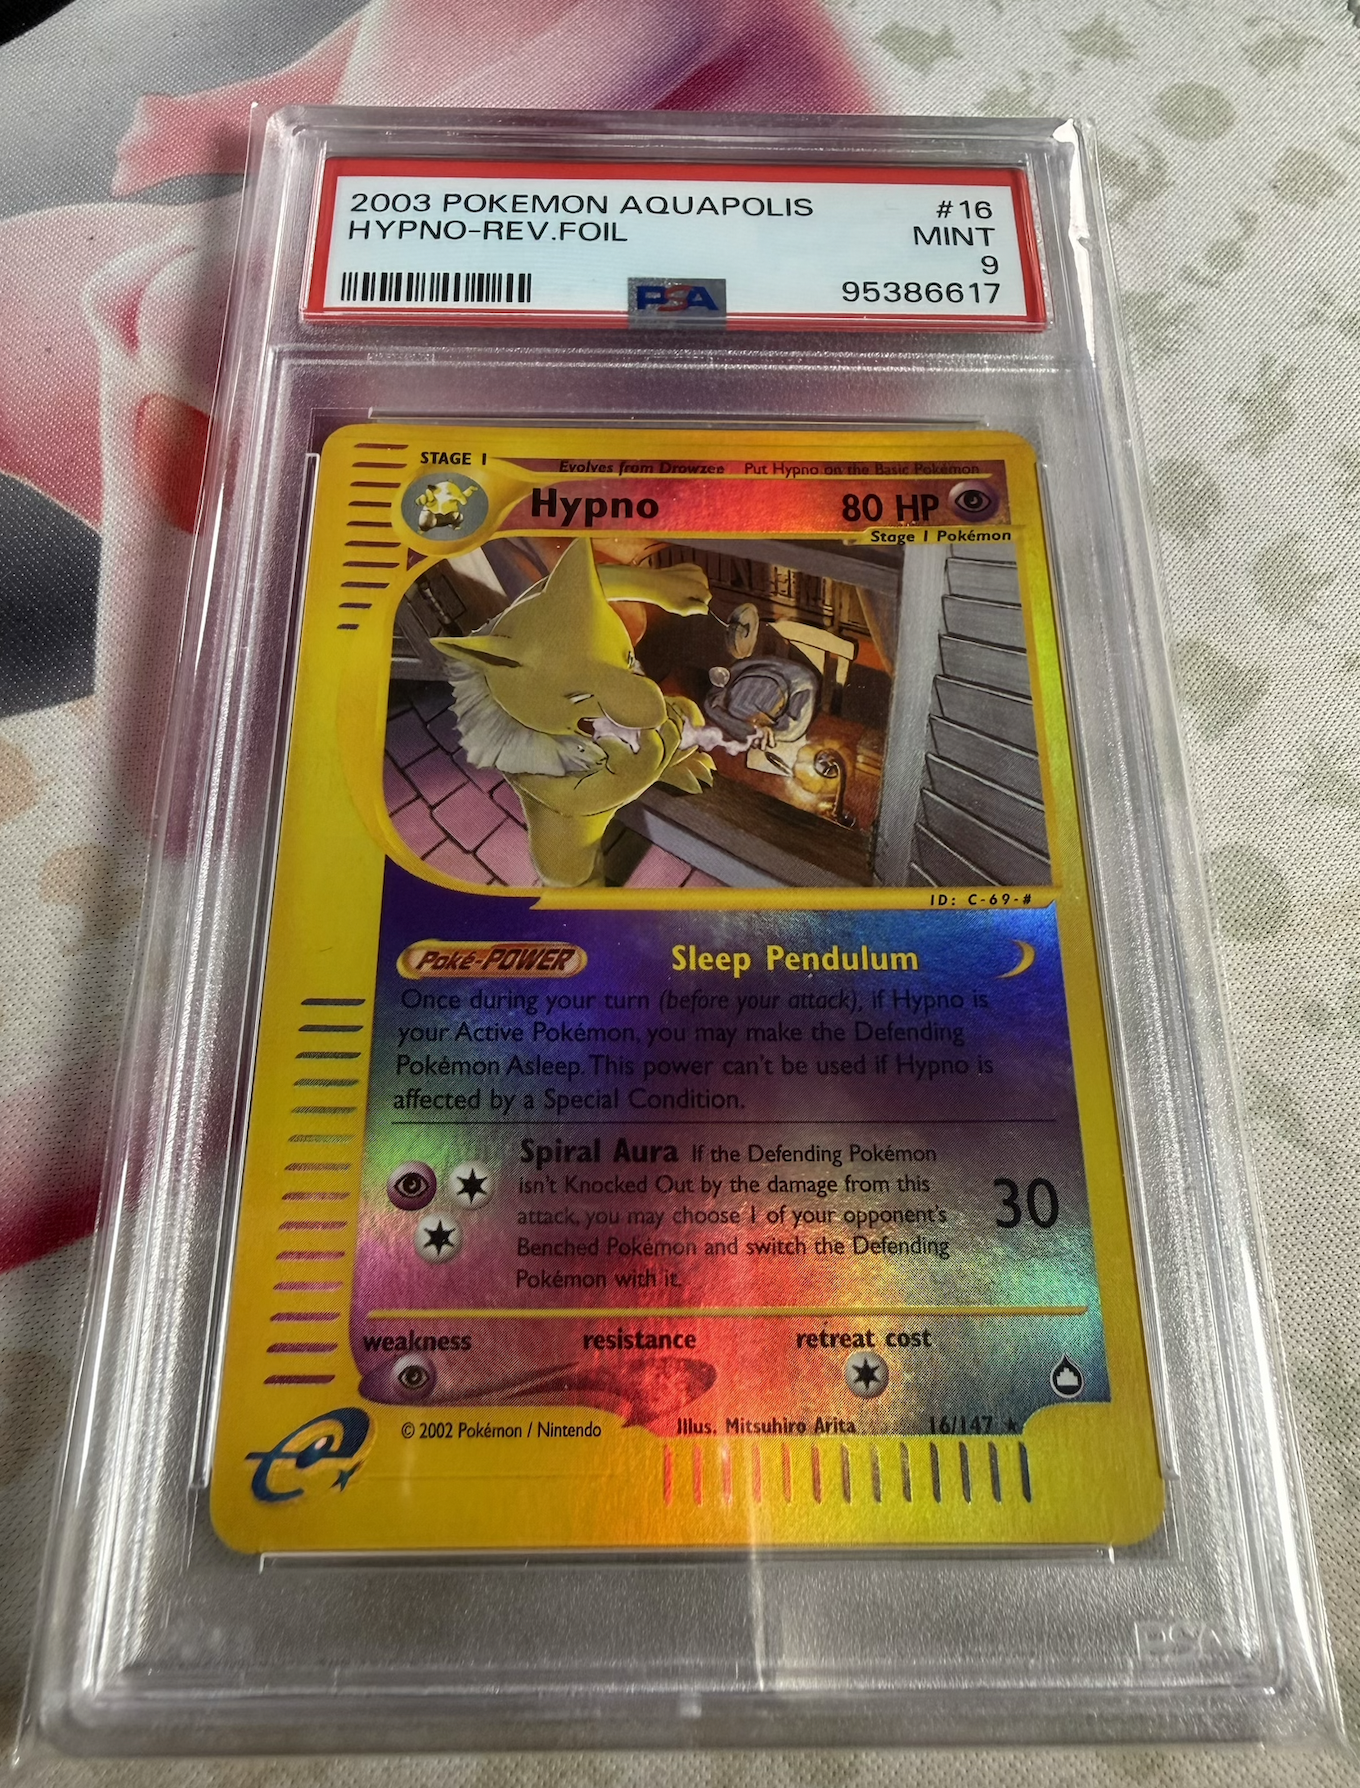 2003 POKEMON AQUAPOLIS #16
HYPNO-REV.FOIL MINT
9
PSA 95386617
STAGE 1 Evolves from Drowzee Put Hypno on the Basic Pokémon
Hypno 80 HP
Stage 1 Pokémon
ID: C-69-#
Poké-POWER Sleep Pendulum
Once during your turn (before your attack), if Hypno is
your Active Pokémon, you may make the Defending
Pokémon Asleep. This power can't be used if Hypno is
affected by a Special Condition.
Spiral Aura If the Defending Pokémon
isn't Knocked Out by the damage from this
attack, you may choose 1 of your opponent's 30
Benched Pokémon and switch the Defending
Pokémon with it.
weakness resistance retreat cost
© 2002 Pokémon / Nintendo Illus. Mitsuhiro Arita 16/147 ★
e
PSA